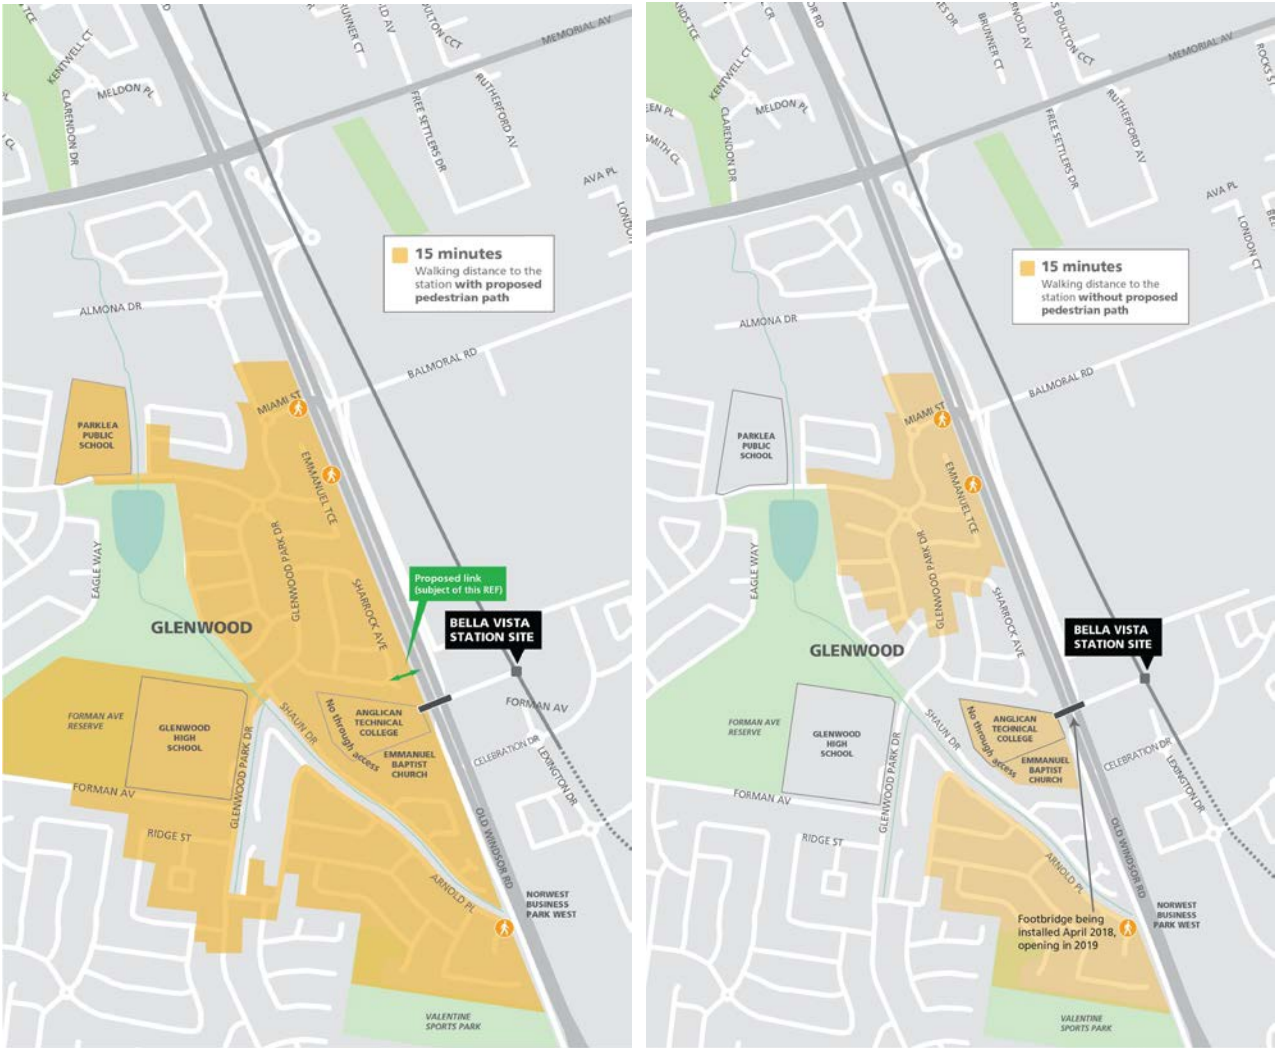 KENTWELL CT
MELDON PL
CLARENDON DR
FREE SETTLERS DR
RUTHERFORD AV
MEMORIAL AV
AVA PL
15 minutes
Walking distance to the
station with proposed
pedestrian path
ALMONA DR
BALMORAL RD
MIAMI ST
PARKLEA
PUBLIC
SCHOOL
EMMANUEL TCE
EAGLE WAY
GLENWOOD PARK DR
SHARROCK AVE
Proposed link
(subject of this REF)
GLENWOOD
BELLA VISTA
STATION SITE
FORMAN AVE
RESERVE
GLENWOOD
HIGH
SCHOOL
SHAUN DR
No through access
ANGLICAN
TECHNICAL
COLLEGE
EMMANUEL
BAPTIST
CHURCH
FORMAN AV
CELEBRATION DR
LEXINGTON DR
GLENWOOD PARK DR
FORMAN AV
RIDGE ST
OLD WINDSOR RD
ARNOLD PL
NORWEST
BUSINESS
PARK WEST
VALENTINE
SPORTS PARK
KENTWELL CT
MELDON PL
SMITH CL
CLARENDON DR
BRUNNER CT
FREE SETTLERS DR
RUTHERFORD AV
MEMORIAL AV
AVA PL
LONDON CT
15 minutes
Walking distance to the
station without proposed
pedestrian path
ALMONA DR
BALMORAL RD
MIAMI ST
PARKLEA
PUBLIC
SCHOOL
EMMANUEL TCE
EAGLE WAY
GLENWOOD PARK DR
SHARROCK AVE
GLENWOOD
BELLA VISTA
STATION SITE
FORMAN AVE
RESERVE
GLENWOOD
HIGH
SCHOOL
SHAUN DR
No through access
ANGLICAN
TECHNICAL
COLLEGE
EMMANUEL
BAPTIST
CHURCH
CELEBRATION DR
LEXINGTON DR
GLENWOOD PARK DR
FORMAN AV
RIDGE ST
OLD WINDSOR RD
ARNOLD PL
Footbridge being
installed April 2018,
opening in 2019
NORWEST
BUSINESS
PARK WEST
VALENTINE
SPORTS PARK